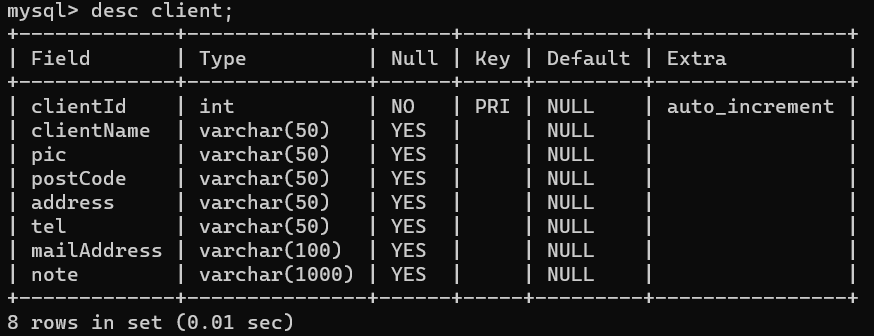 mysql> desc client;
+-------------+---------------+------+-----+---------+----------------+
| Field       | Type          | Null | Key | Default | Extra          |
+-------------+---------------+------+-----+---------+----------------+
| clientId    | int           | NO   | PRI | NULL    | auto_increment |
| clientName  | varchar(50)   | YES  |     | NULL    |                |
| pic         | varchar(50)   | YES  |     | NULL    |                |
| postCode    | varchar(50)   | YES  |     | NULL    |                |
| address     | varchar(50)   | YES  |     | NULL    |                |
| tel         | varchar(50)   | YES  |     | NULL    |                |
| mailAddress | varchar(100)  | YES  |     | NULL    |                |
| note        | varchar(1000) | YES  |     | NULL    |                |
+-------------+---------------+------+-----+---------+----------------+
8 rows in set (0.01 sec)